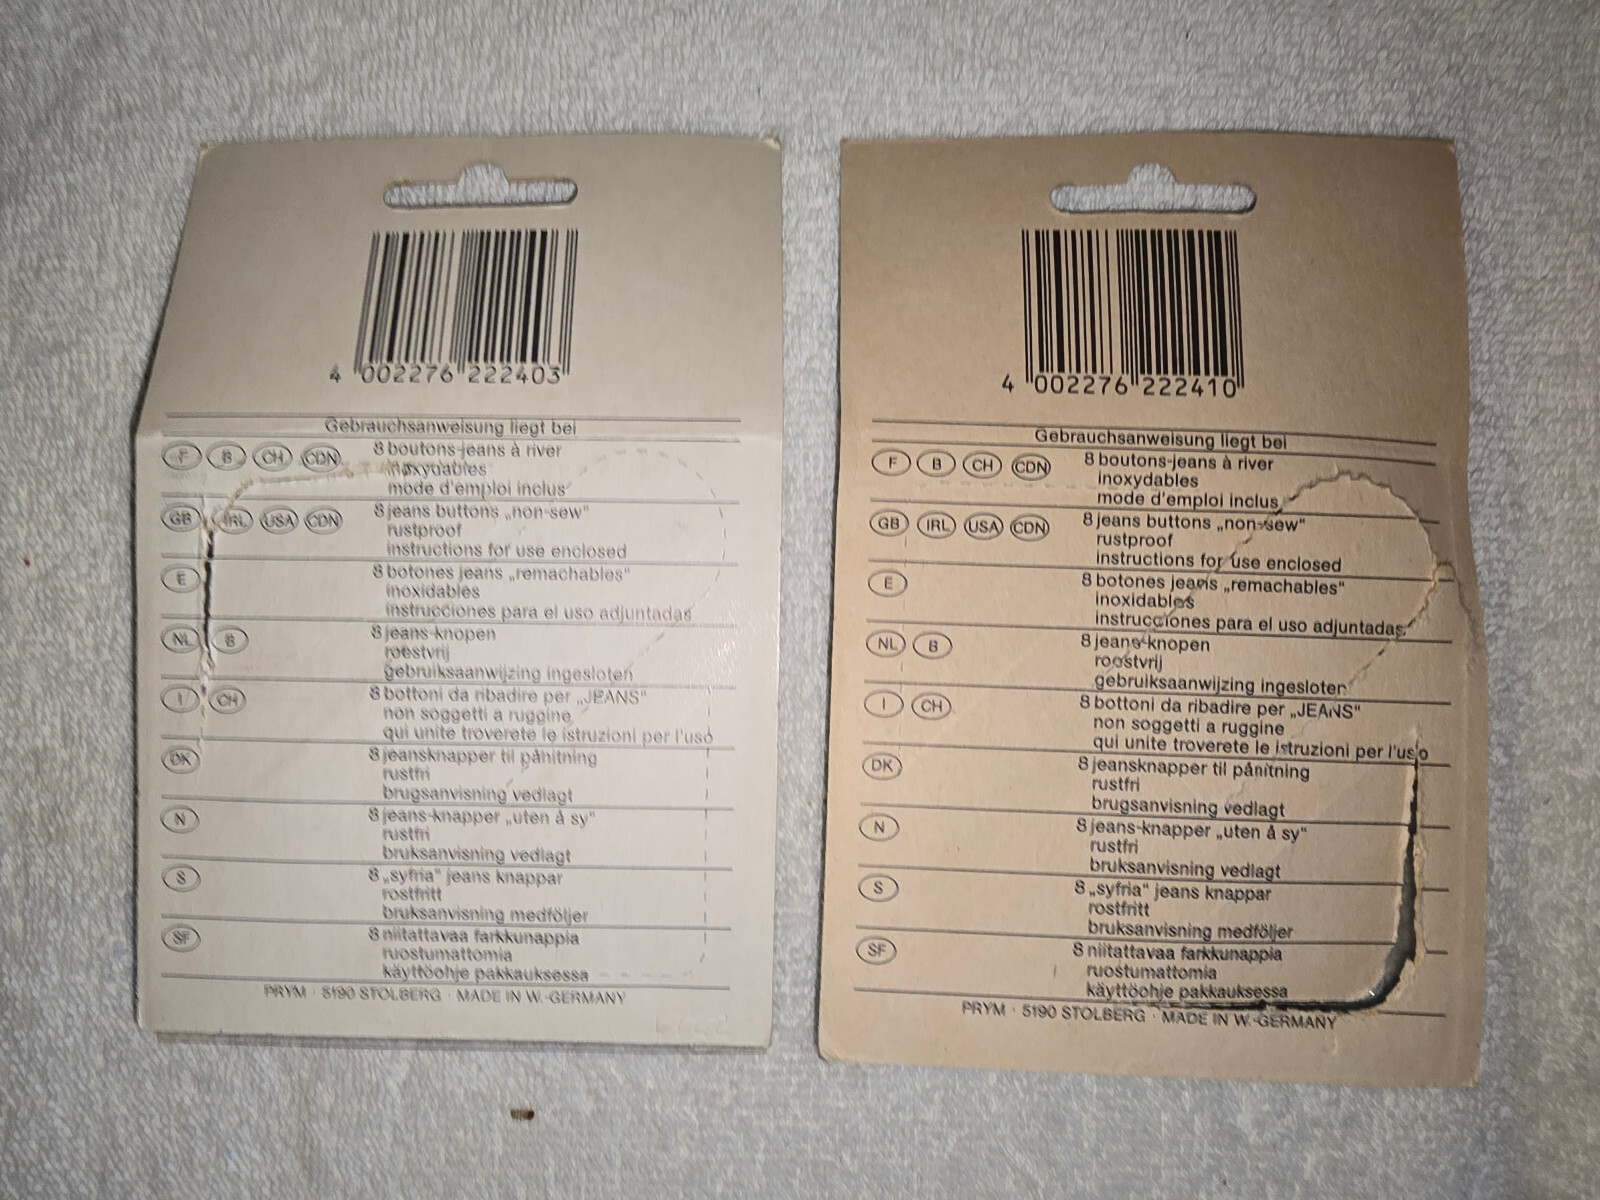 4 002276 222403
Gebrauchsanweisung liegt bei
F B CH CDN 8 boutons-jeans à river
inoxydables
mode d'emploi inclus
GB IRL USA CDN 8 jeans buttons „non-sew"
rustproof
instructions for use enclosed
E 8 botones jeans „remachables"
inoxidables
instrucciones para el uso adjuntadas
NL B 8 jeans-knopen
roestvrij
gebruiksaanwijzing ingesloten
I CH 8 bottoni da ribadire per „JEANS"
non soggetti a ruggine
qui unite troverete le istruzioni per l'uso
DK 8 jeansknapper til pånitning
rustfri
brugsanvisning vedlagt
N 8 jeans-knapper „uten å sy"
rustfri
bruksanvisning vedlagt
S 8 „syfria" jeans knappar
rostfritt
bruksanvisning medföljer
SF 8 niitattavaa farkkunappia
ruostumattomia
käyttöohje pakkauksessa
PRYM · 5190 STOLBERG · MADE IN W.-GERMANY
4 002276 222410
Gebrauchsanweisung liegt bei
F B CH CDN 8 boutons-jeans à river
inoxydables
mode d'emploi inclus
GB IRL USA CDN 8 jeans buttons „non-sew"
rustproof
instructions for use enclosed
E 8 botones jeans „remachables"
inoxidables
instrucciones para el uso adjuntadas
NL B 8 jeans-knopen
roestvrij
gebruiksaanwijzing ingesloten
I CH 8 bottoni da ribadire per „JEANS"
non soggetti a ruggine
qui unite troverete le istruzioni per l'uso
DK 8 jeansknapper til pånitning
rustfri
brugsanvisning vedlagt
N 8 jeans-knapper „uten å sy"
rustfri
bruksanvisning vedlagt
S 8 „syfria" jeans knappar
rostfritt
bruksanvisning medföljer
SF 8 niitattavaa farkkunappia
ruostumattomia
käyttöohje pakkauksessa
PRYM · 5190 STOLBERG · MADE IN W.-GERMANY